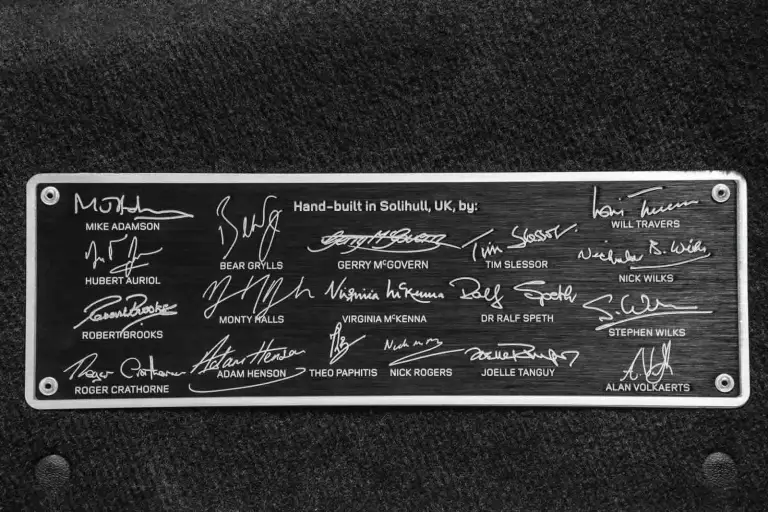 Hand-built in Solihull, UK, by:
MIKE ADAMSON
BEAR GRYLLS
GERRY McGOVERN
TIM SLESSOR
WILL TRAVERS
HUBERT AURIOL
MONTY HALLS
VIRGINIA McKENNA
DR RALF SPETH
NICK WILKS
ROBERT BROOKS
STEPHEN WILKS
ROGER CRATHORNE
ADAM HENSON
THEO PAPHITIS
NICK ROGERS
JOELLE TANGUY
ALAN VOLKAERTS